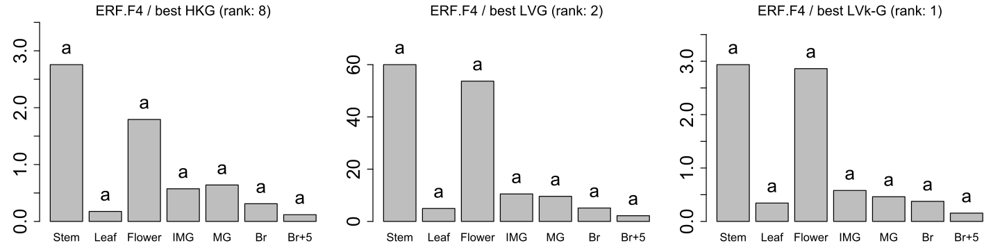 ERF.F4 / best HKG (rank: 8)
3.0
2.0
1.0
0.0
a
a
a
a
a
a
a
Stem Leaf Flower IMG MG Br Br+5
ERF.F4 / best LVG (rank: 2)
60
40
20
0
a
a
a
a
a
a
a
Stem Leaf Flower IMG MG Br Br+5
ERF.F4 / best LVk-G (rank: 1)
3.0
2.0
1.0
0.0
a
a
a
a
a
a
a
Stem Leaf Flower IMG MG Br Br+5